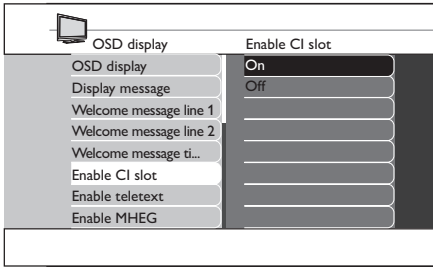 OSD display
Enable CI slot
OSD display
On
Display message
Off
Welcome message line 1
Welcome message line 2
Welcome message ti...
Enable CI slot
Enable teletext
Enable MHEG